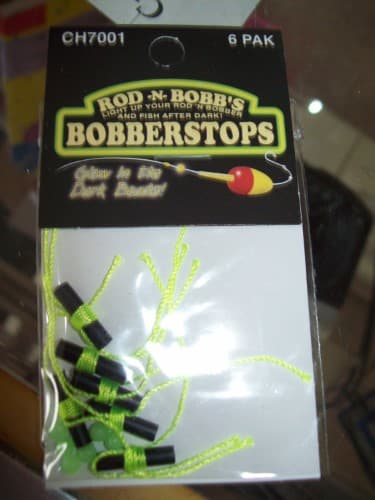 CH7001 6 PAK
ROD -N- BOBB'S
LIGHT UP YOUR ROD 'N BOBBER
AND FISH AFTER DARK!
BOBBERSTOPS
Glow in the
Dark Beads!